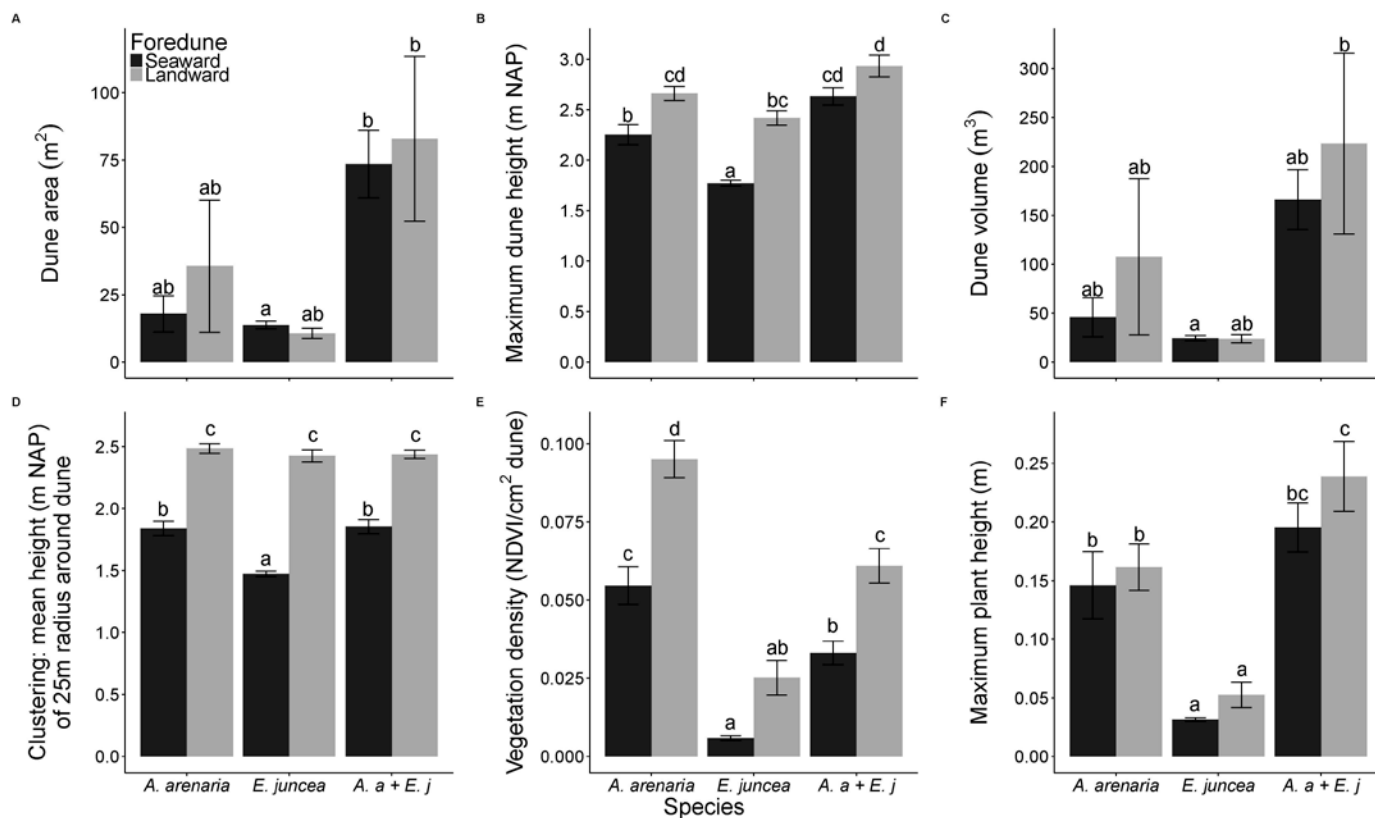 A
Dune area (m²)
100
75
50
25
0
Foredune
Seaward
Landward
ab
ab
a
ab
b
b
B
Maximum dune height (m NAP)
3.0
2.5
2.0
1.5
1.0
0.5
0.0
b
cd
a
bc
cd
d
C
Dune volume (m³)
300
250
200
150
100
50
0
ab
ab
a
ab
ab
b
D
Clustering: mean height (m NAP)
of 25m radius around dune
2.5
2.0
1.5
1.0
0.5
0.0
b
c
a
c
b
c
A. arenaria
E. juncea
A. a + E. j
E
Vegetation density (NDVI/cm² dune)
0.100
0.075
0.050
0.025
0.000
c
d
a
ab
b
c
A. arenaria
E. juncea
A. a + E. j
Species
F
Maximum plant height (m)
0.25
0.20
0.15
0.10
0.05
0.00
b
b
a
a
bc
c
A. arenaria
E. juncea
A. a + E. j